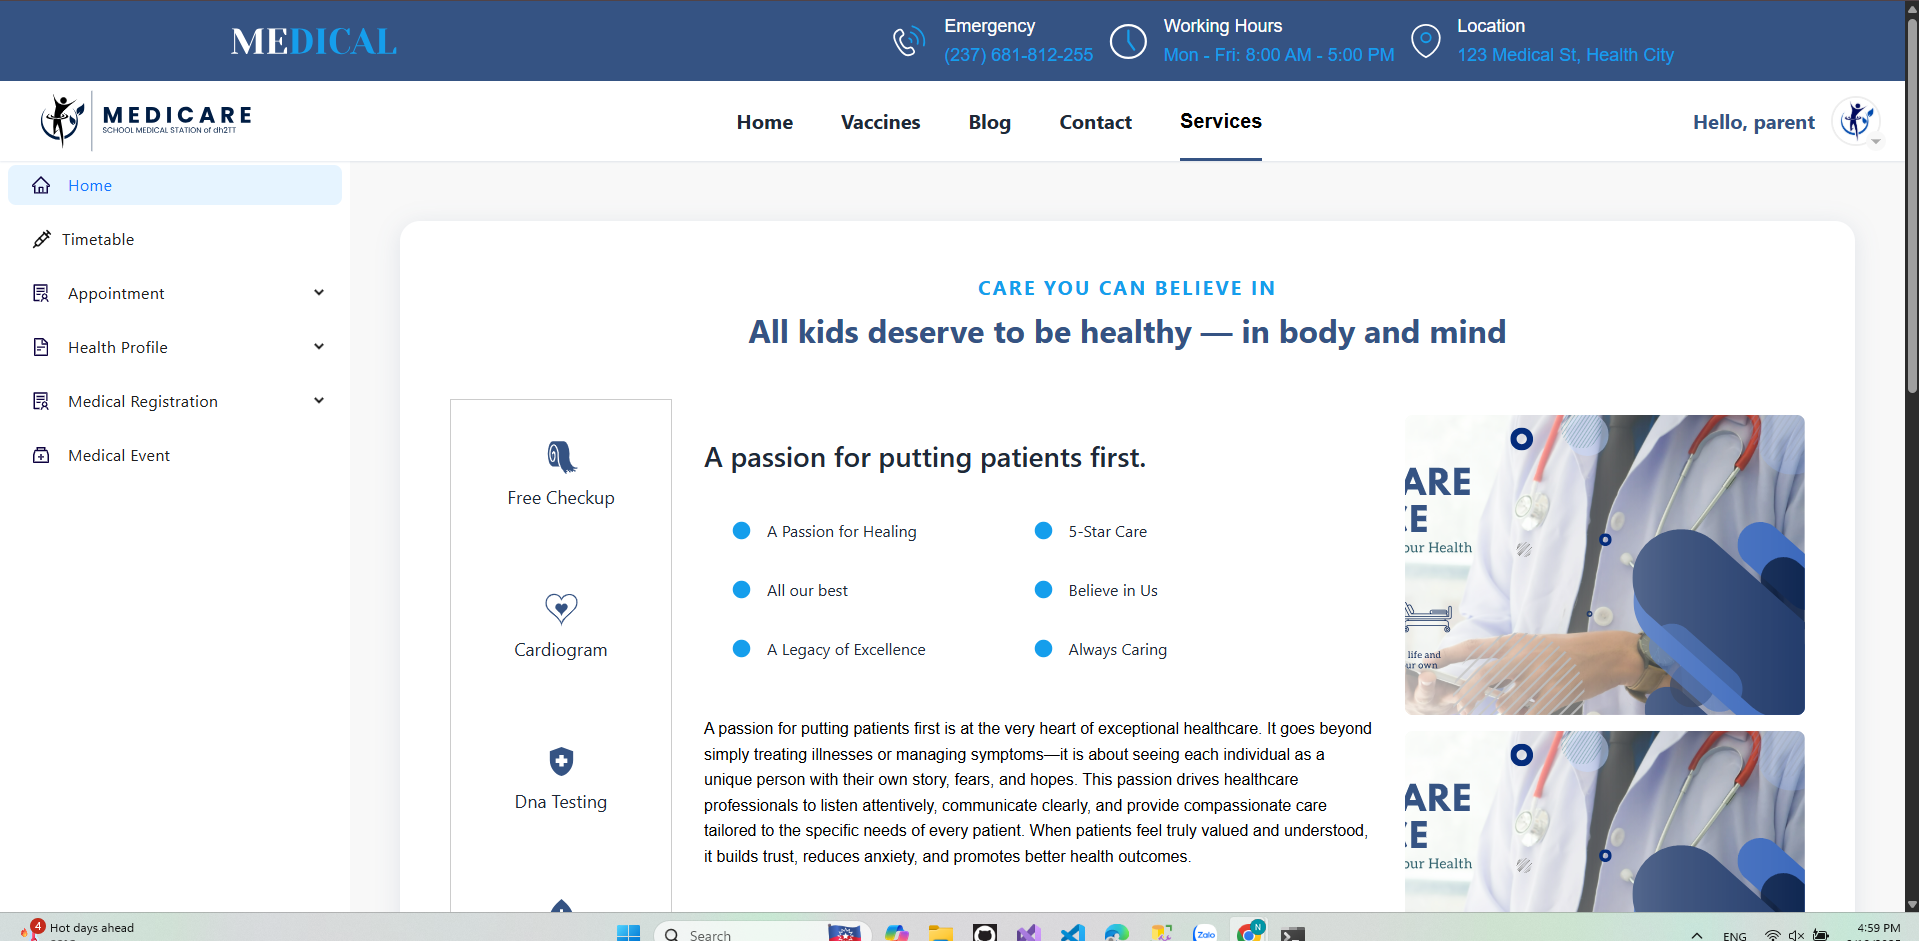 MEDICAL
Emergency
(237) 681-812-255
Working Hours
Mon - Fri: 8:00 AM - 5:00 PM
Location
123 Medical St, Health City
MEDICARE
SCHOOL MEDICAL STATION of dh2TT
Home
Vaccines
Blog
Contact
Services
Hello, parent
Home
Timetable
Appointment
Health Profile
Medical Registration
Medical Event
CARE YOU CAN BELIEVE IN
All kids deserve to be healthy — in body and mind
Free Checkup
Cardiogram
Dna Testing
A passion for putting patients first.
A Passion for Healing
5-Star Care
All our best
Believe in Us
A Legacy of Excellence
Always Caring
A passion for putting patients first is at the very heart of exceptional healthcare. It goes beyond
simply treating illnesses or managing symptoms—it is about seeing each individual as a
unique person with their own story, fears, and hopes. This passion drives healthcare
professionals to listen attentively, communicate clearly, and provide compassionate care
tailored to the specific needs of every patient. When patients feel truly valued and understood,
it builds trust, reduces anxiety, and promotes better health outcomes.
ARE
E
our Health
life and
ur own
ARE
E
our Health
4
Hot days ahead
Search
Zalo
N
ENG
4:59 PM